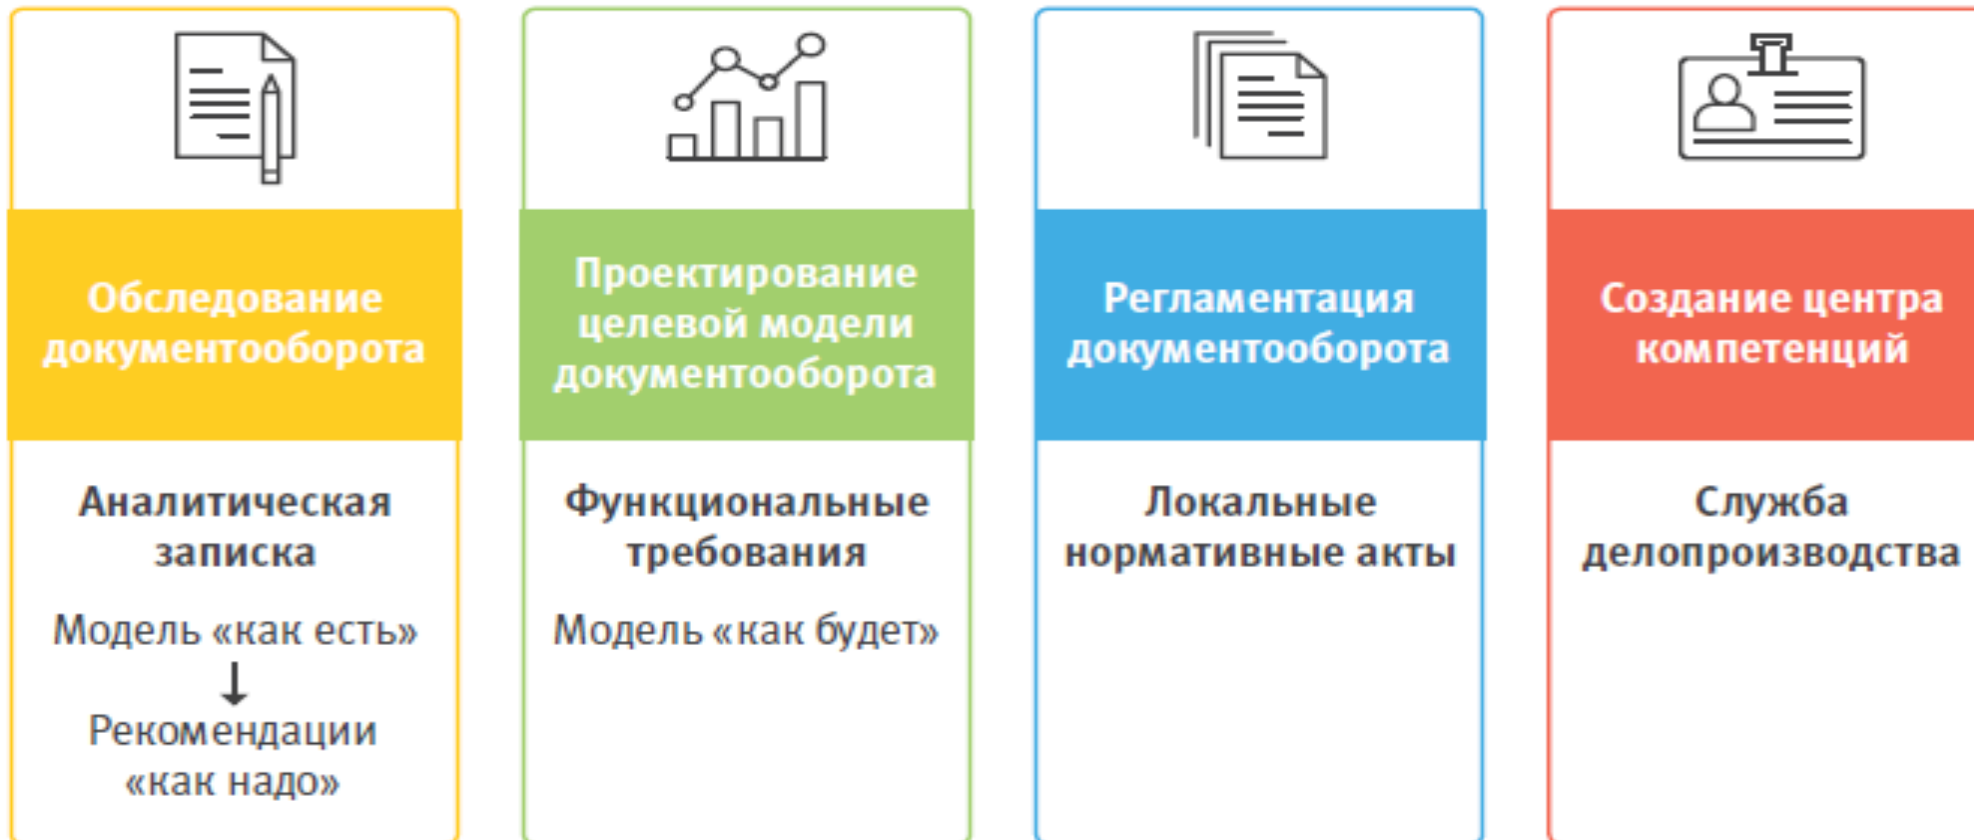 Обследование
документооборота
Аналитическая
записка
Модель «как есть»
Рекомендации
«как надо»
Проектирование
целевой модели
документооборота
Функциональные
требования
Модель «как будет»
Регламентация
документооборота
Локальные
нормативные акты
Создание центра
компетенций
Служба
делопроизводства